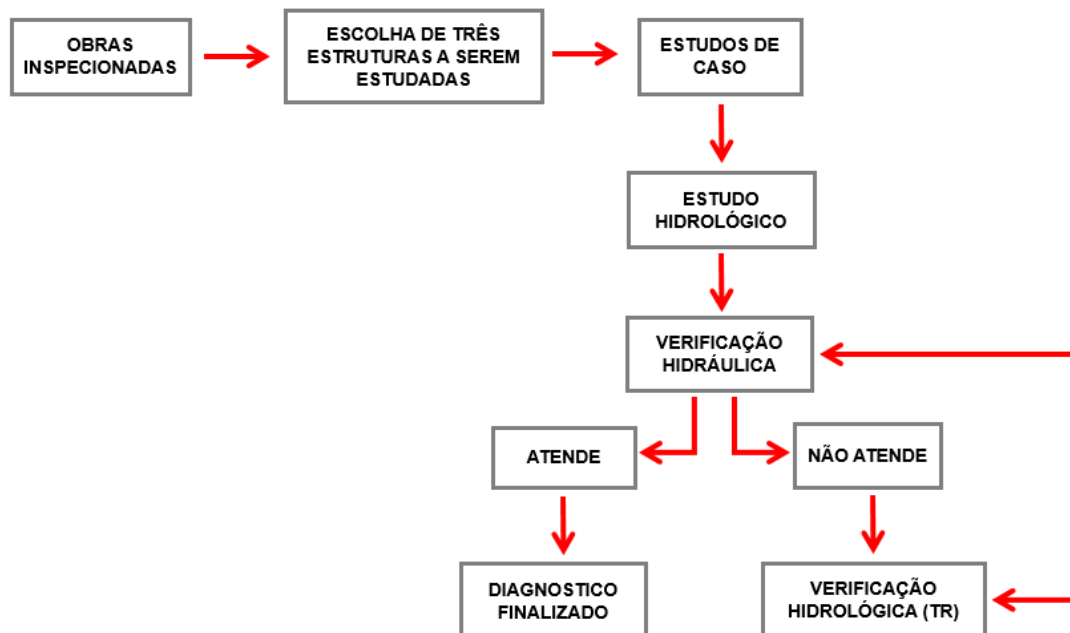 OBRAS
INSPECIONADAS
ESCOLHA DE TRÊS
ESTRUTURAS A SEREM
ESTUDADAS
ESTUDOS DE
CASO
ESTUDO
HIDROLÓGICO
VERIFICAÇÃO
HIDRÁULICA
ATENDE
NÃO ATENDE
DIAGNOSTICO
FINALIZADO
VERIFICAÇÃO
HIDROLÓGICA (TR)